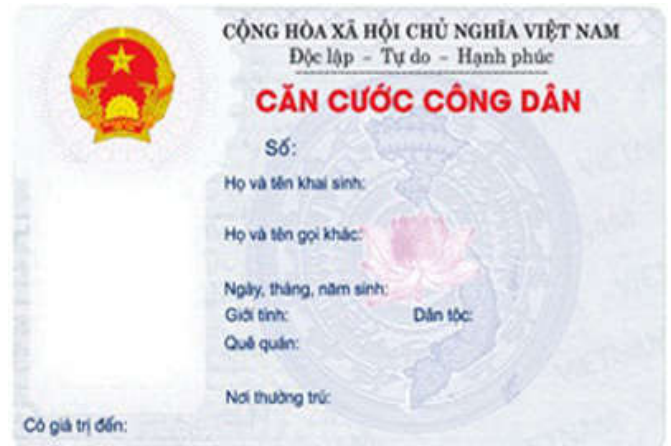 CỘNG HÒA XÃ HỘI CHỦ NGHĨA VIỆT NAM
Độc lập - Tự do - Hạnh phúc
CĂN CƯỚC CÔNG DÂN
Số:
Họ và tên khai sinh:
Họ và tên gọi khác:
Ngày, tháng, năm sinh:
Giới tính: Dân tộc:
Quê quán:
Nơi thường trú:
Có giá trị đến: